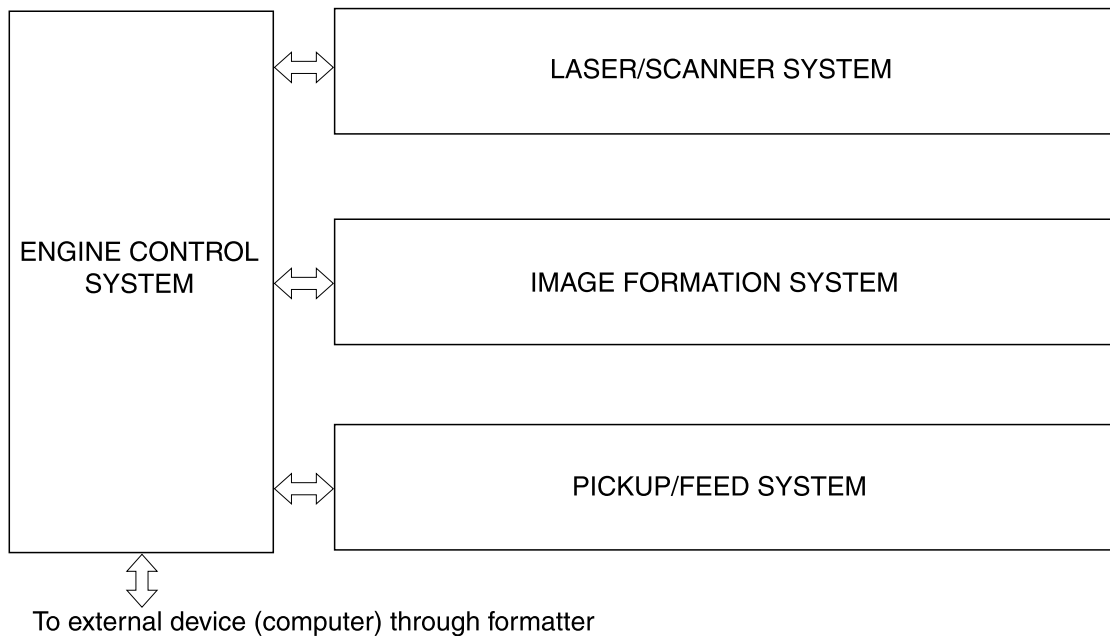 LASER/SCANNER SYSTEM
ENGINE CONTROL
SYSTEM
IMAGE FORMATION SYSTEM
PICKUP/FEED SYSTEM
To external device (computer) through formatter